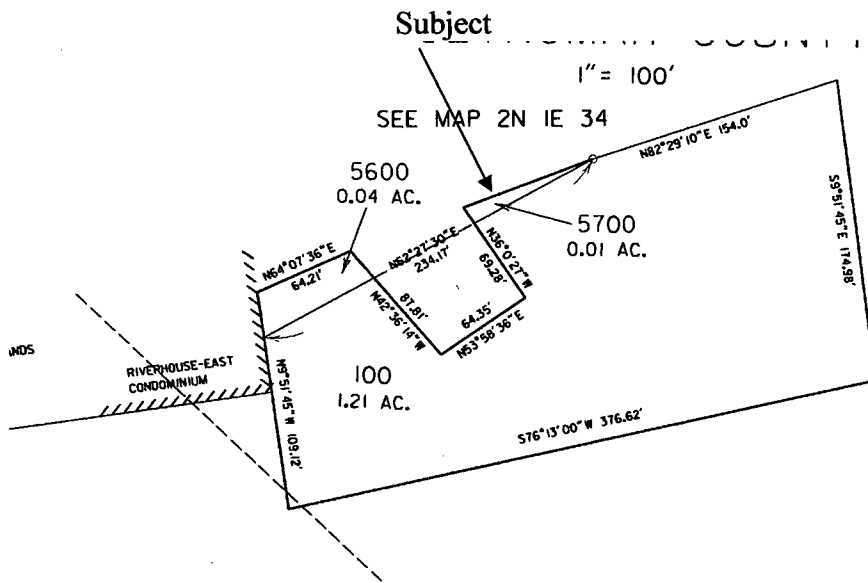 Subject
COUNTY
1" = 100'
SEE MAP 2N 1E 34
N82°29'10"E 154.0'
5600
0.04 AC.
5700
0.01 AC.
S9°51'45"E 174.98'
N64°07'36"E
64.21'
N62°27'30"E
234.17'
N36°0'27"W
69.28'
87.81'
N42°36'14"W
64.35'
N53°58'36"E
ANDS
RIVERHOUSE-EAST
CONDOMINIUM
N9°51'45"W 109.12'
100
1.21 AC.
S76°13'00"W 376.62'